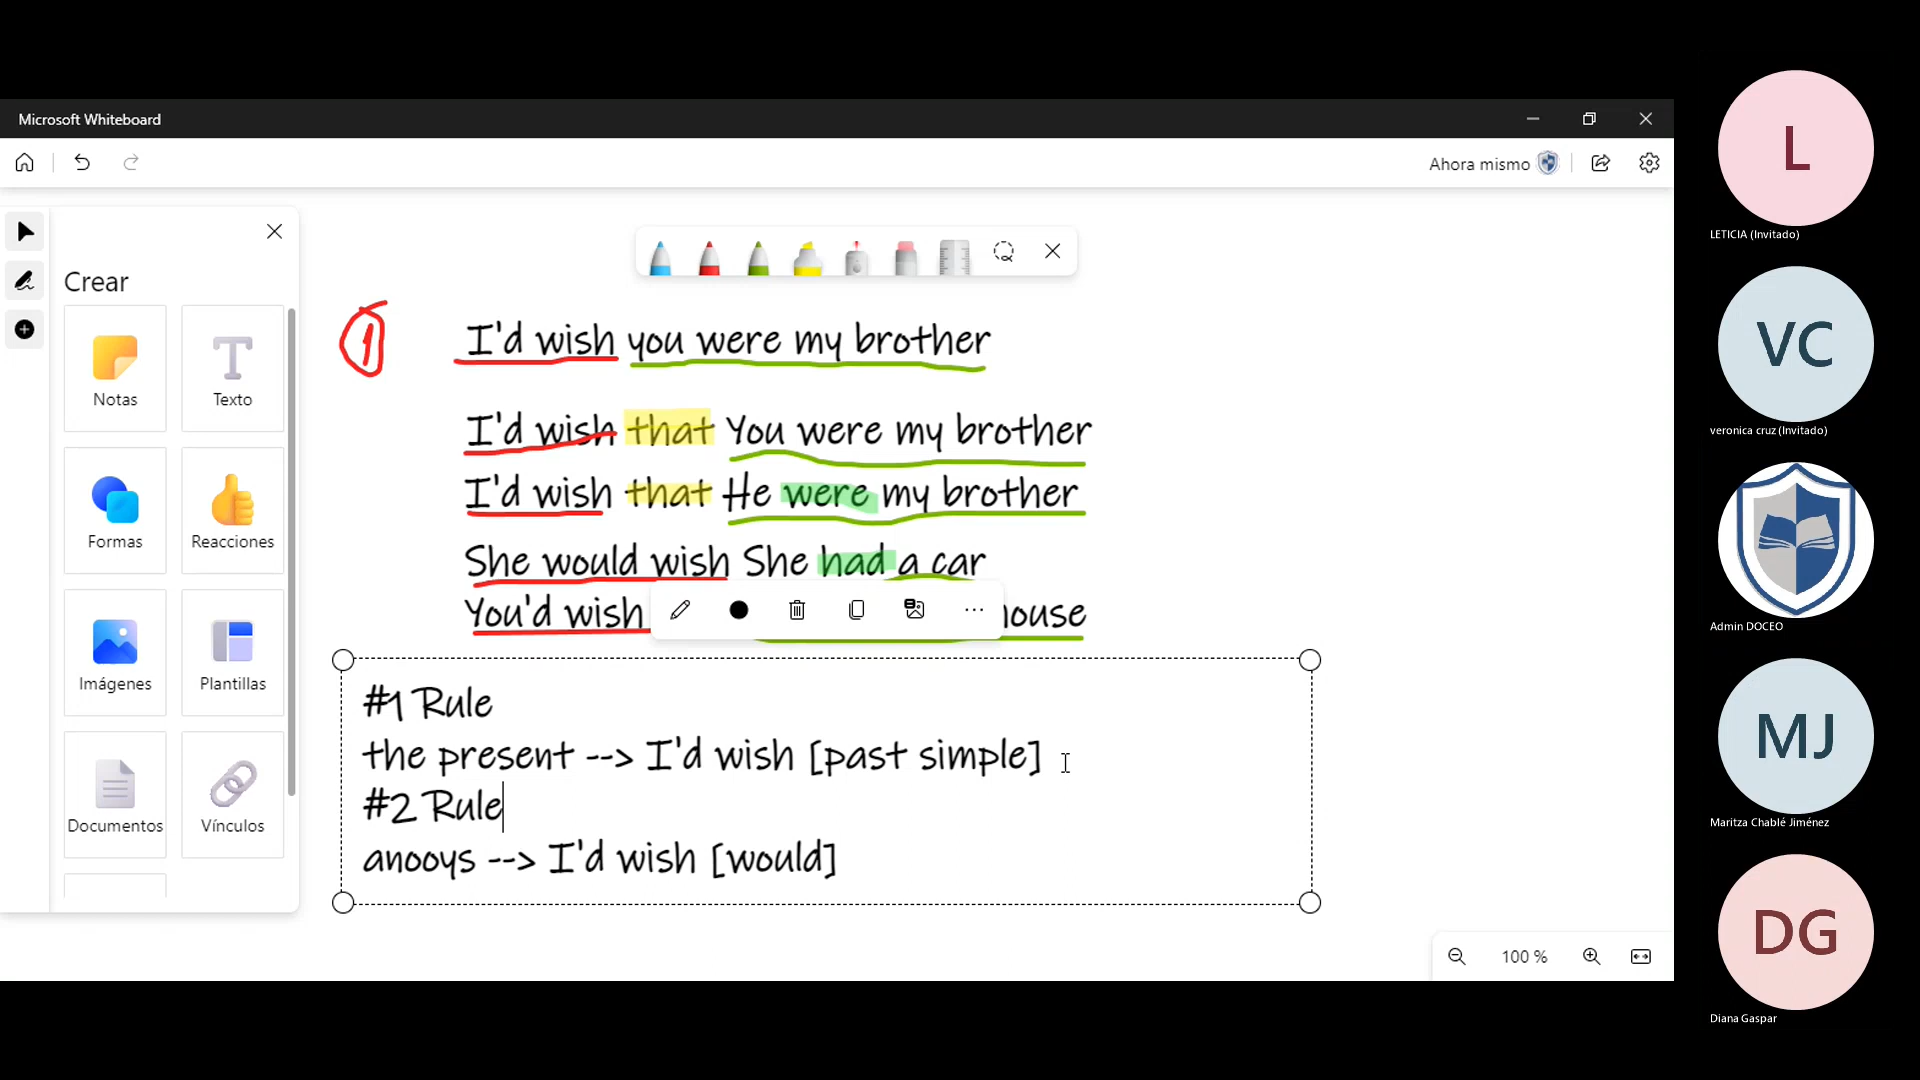 Microsoft Whiteboard
Ahora mismo
Crear
Notas
Texto
Formas
Reacciones
Imágenes
Plantillas
Documentos
Vínculos
1
I'd wish you were my brother
I'd wish that You were my brother
I'd wish that He were my brother
She would wish She had a car
You'd wish
ouse
#1 Rule
the present --> I'd wish [past simple]
#2 Rule
anooys --> I'd wish [would]
100 %
L
LETICIA (Invitado)
VC
veronica cruz (Invitado)
Admin DOCEO
MJ
Maritza Chablé Jiménez
DG
Diana Gaspar